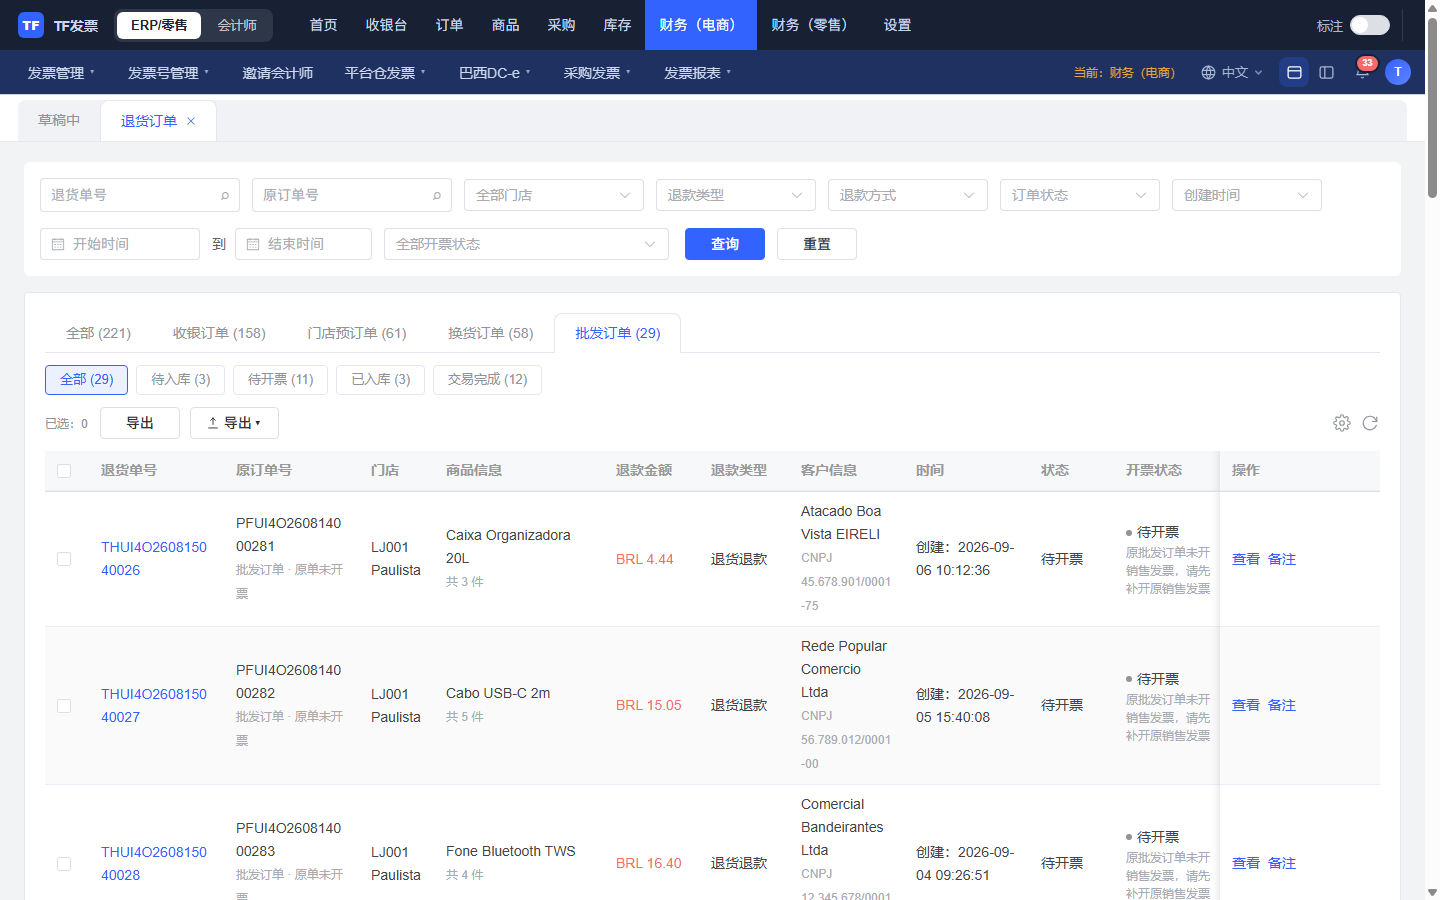 TF TF发票 ERP/零售 会计师 首页 收银台 订单 商品 采购 库存 财务（电商） 财务（零售） 设置 标注
发票管理 发票号管理 邀请会计师 平台仓发票 巴西DC-e 采购发票 发票报表 当前：财务（电商） 中文 33 T
草稿中 退货订单 ×
退货单号 原订单号 全部门店 退款类型 退款方式 订单状态 创建时间
开始时间 到 结束时间 全部开票状态 查询 重置
全部 (221) 收银订单 (158) 门店预订单 (61) 换货订单 (58) 批发订单 (29)
全部 (29) 待入库 (3) 待开票 (11) 已入库 (3) 交易完成 (12)
已选：0 导出 导出
退货单号 原订单号 门店 商品信息 退款金额 退款类型 客户信息 时间 状态 开票状态 操作
THUI4O2608150
40026
PFUI4O2608140
00281
批发订单 · 原单未开
票
LJ001
Paulista
Caixa Organizadora
20L
共 3 件
BRL 4.44
退货退款
Atacado Boa
Vista EIRELI
CNPJ
45.678.901/0001
-75
创建：2026-09-
06 10:12:36
待开票
待开票
原批发订单未开
销售发票，请先
补开原销售发票
查看 备注
THUI4O2608150
40027
PFUI4O2608140
00282
批发订单 · 原单未开
票
LJ001
Paulista
Cabo USB-C 2m
共 5 件
BRL 15.05
退货退款
Rede Popular
Comercio
Ltda
CNPJ
56.789.012/0001
-00
创建：2026-09-
05 15:40:08
待开票
待开票
原批发订单未开
销售发票，请先
补开原销售发票
查看 备注
THUI4O2608150
40028
PFUI4O2608140
00283
批发订单 · 原单未开
票
LJ001
Paulista
Fone Bluetooth TWS
共 4 件
BRL 16.40
退货退款
Comercial
Bandeirantes
Ltda
CNPJ
12.345.678/0001
创建：2026-09-
04 09:26:51
待开票
待开票
原批发订单未开
销售发票，请先
补开原销售发票
查看 备注